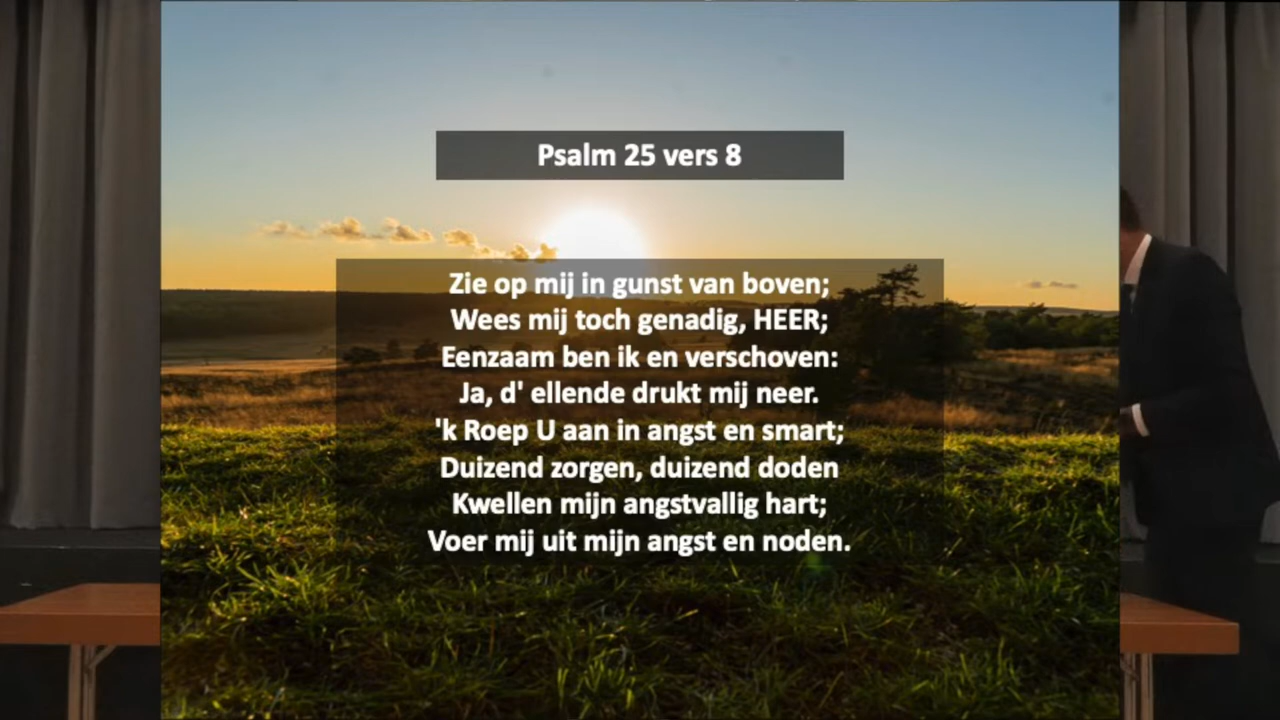 Psalm 25 vers 8
Zie op mij in gunst van boven;
Wees mij toch genadig, HEER;
Eenzaam ben ik en verschoven:
Ja, d' ellende drukt mij neer.
'k Roep U aan in angst en smart;
Duizend zorgen, duizend doden
Kwellen mijn angstvallig hart;
Voer mij uit mijn angst en noden.